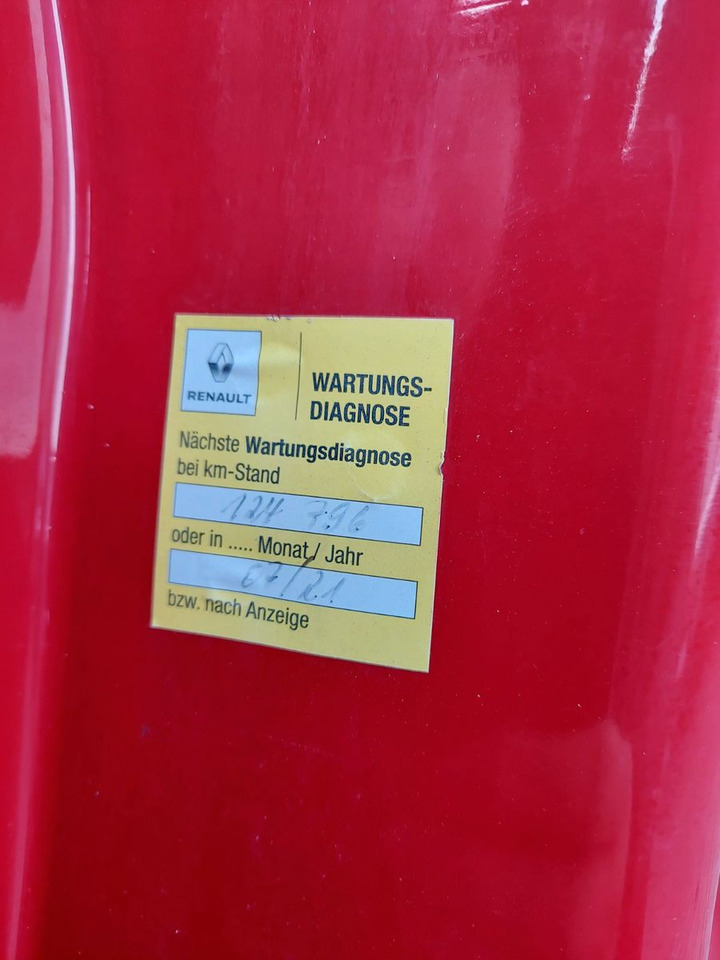 RENAULT
WARTUNGS-
DIAGNOSE
Nächste Wartungsdiagnose
bei km-Stand
124 796
oder in ..... Monat / Jahr
07/21
bzw. nach Anzeige